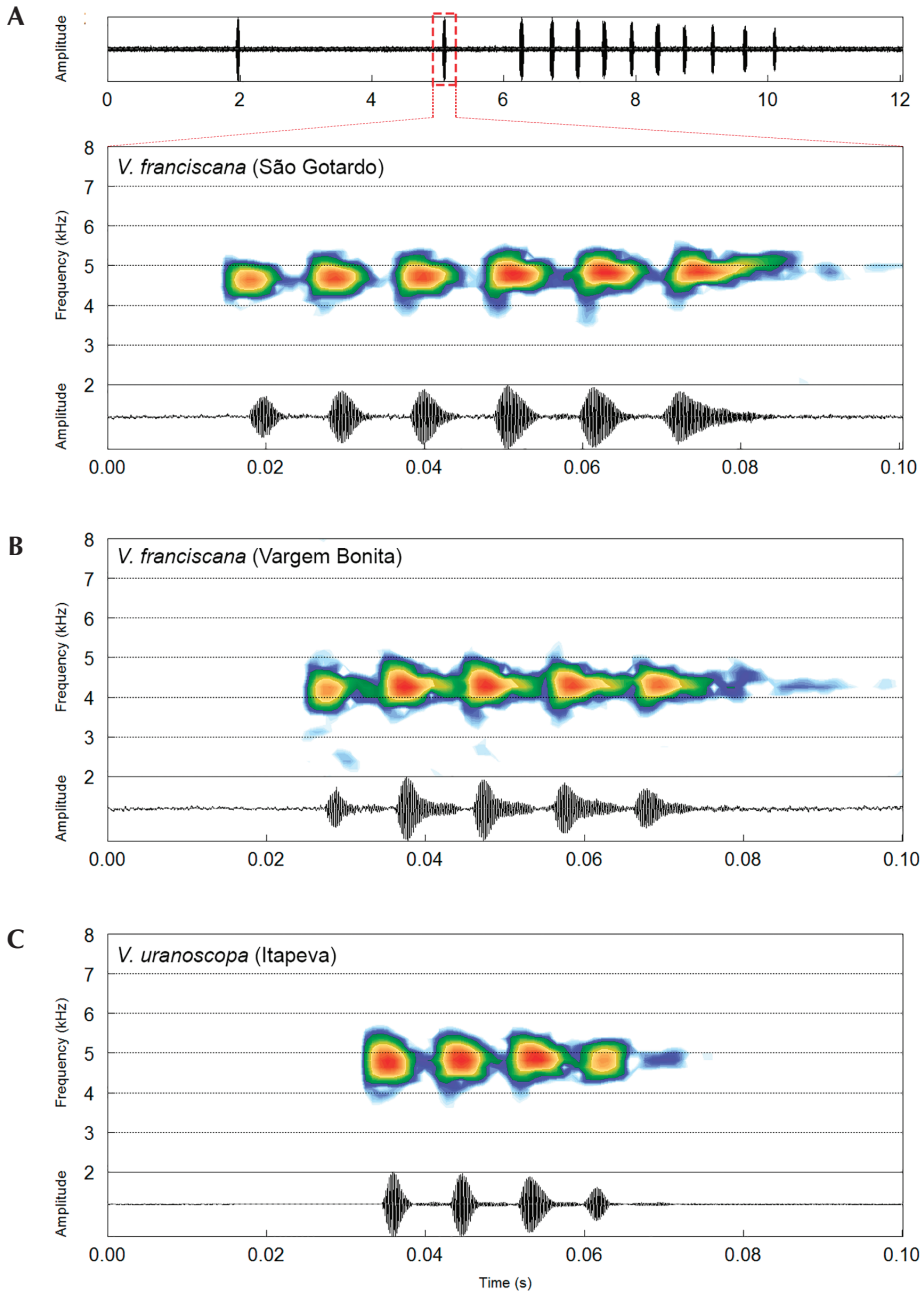 A
Amplitude
0 2 4 6 8 10 12
V. franciscana (São Gotardo)
Frequency (kHz)
8
7
6
5
4
3
2
Amplitude
0.00 0.02 0.04 0.06 0.08 0.10
B
V. franciscana (Vargem Bonita)
Frequency (kHz)
8
7
6
5
4
3
2
Amplitude
0.00 0.02 0.04 0.06 0.08 0.10
C
V. uranoscopa (Itapeva)
Frequency (kHz)
8
7
6
5
4
3
2
Amplitude
0.00 0.02 0.04 0.06 0.08 0.10
Time (s)